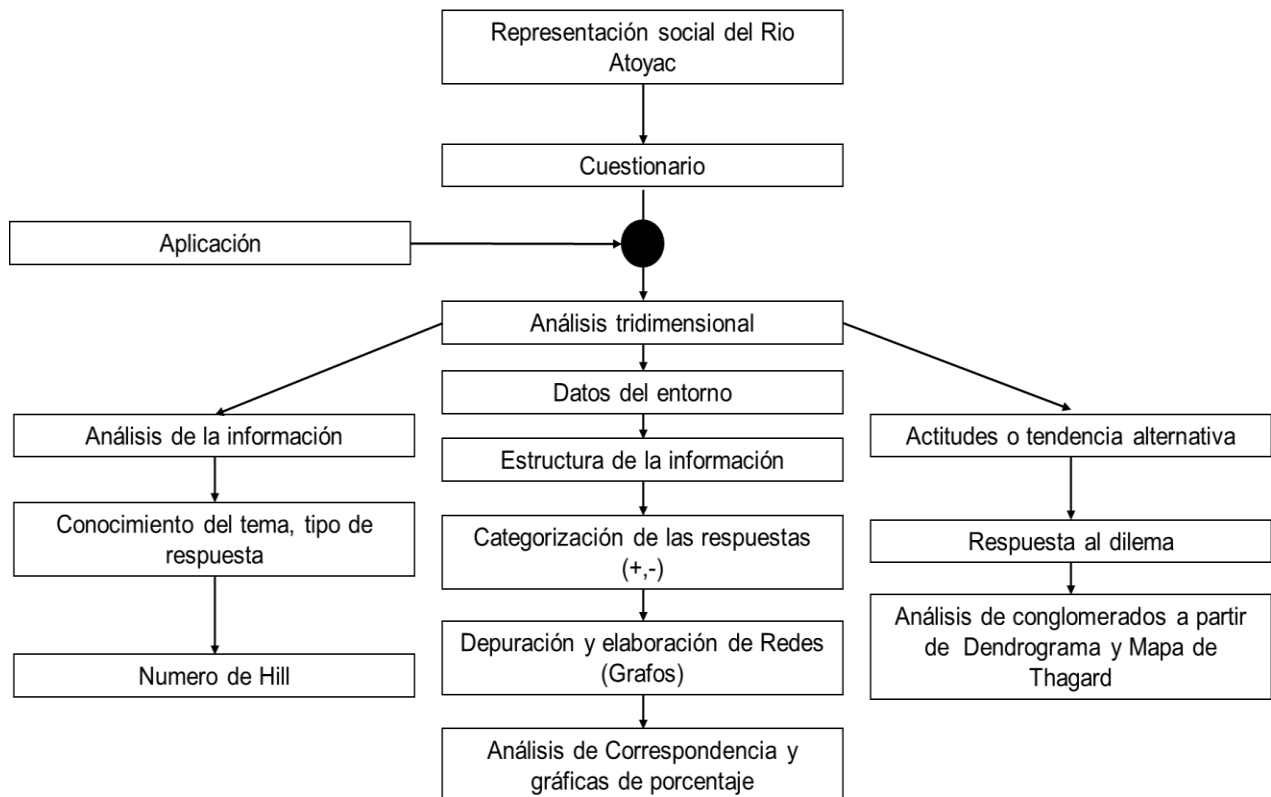 Representación social del Rio
Atoyac
Cuestionario
Aplicación
Análisis tridimensional
Datos del entorno
Análisis de la información
Actitudes o tendencia alternativa
Estructura de la información
Conocimiento del tema, tipo de
respuesta
Categorización de las respuestas
(+,-)
Respuesta al dilema
Numero de Hill
Depuración y elaboración de Redes
(Grafos)
Análisis de conglomerados a partir
de Dendrograma y Mapa de
Thagard
Análisis de Correspondencia y
gráficas de porcentaje